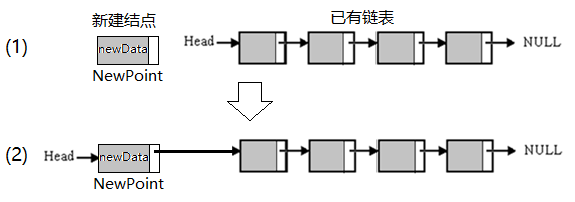 新建结点
已有链表
(1)
newData
Head
NULL
NewPoint
(2)
Head
newData
NULL
NewPoint